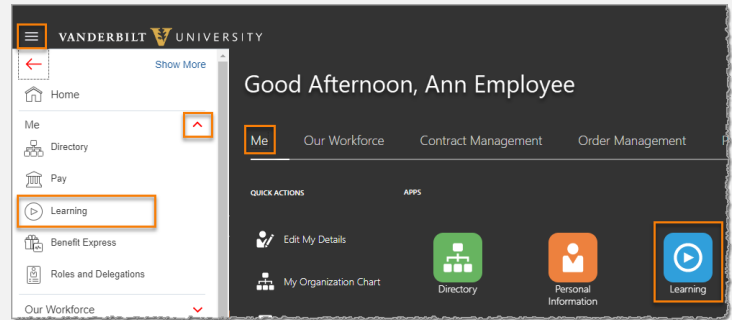 VANDERBILT UNIVERSITY
Show More
Home
Me
Directory
Pay
Learning
Benefit Express
Roles and Delegations
Our Workforce
Good Afternoon, Ann Employee
Me Our Workforce Contract Management Order Management
QUICK ACTIONS APPS
Edit My Details
My Organization Chart
Directory
Personal
Information
Learning